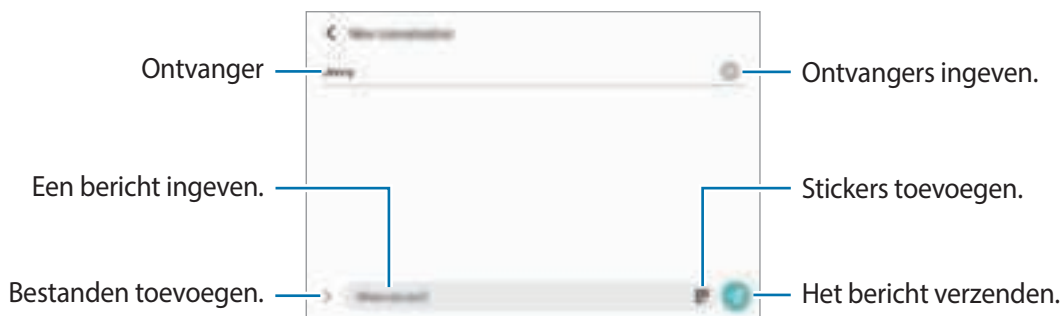 Ontvanger
Ontvangers ingeven.
Een bericht ingeven.
Stickers toevoegen.
Bestanden toevoegen.
Het bericht verzenden.